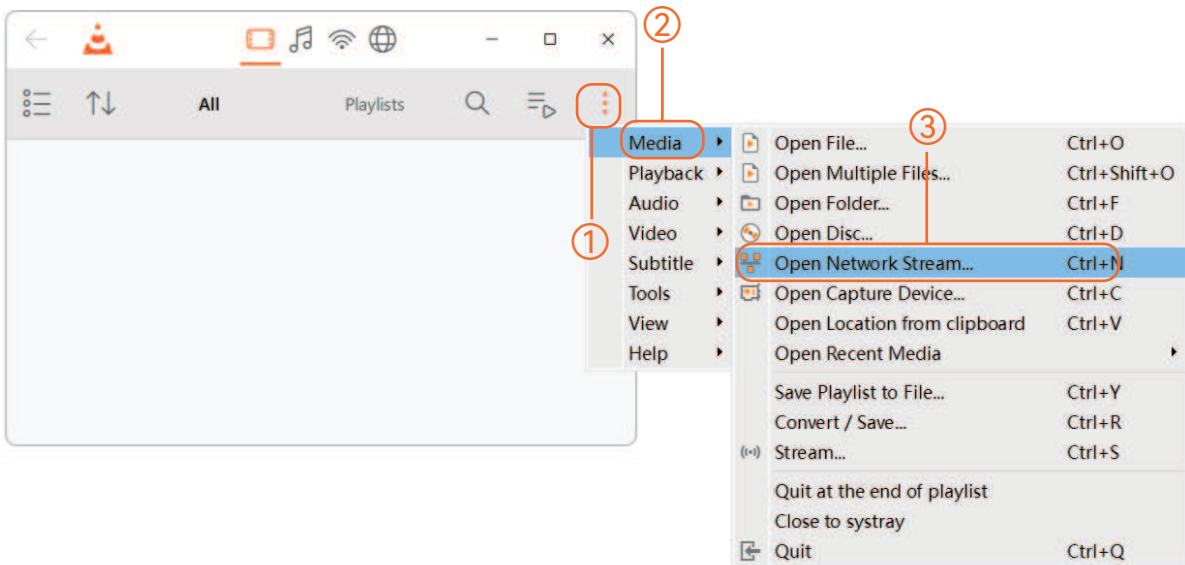 ②
All Playlists
③
Media
Open File... Ctrl+O
Playback
Open Multiple Files... Ctrl+Shift+O
Audio
Open Folder... Ctrl+F
①
Video
Open Disc... Ctrl+D
Subtitle
Open Network Stream... Ctrl+N
Tools
Open Capture Device... Ctrl+C
View
Open Location from clipboard Ctrl+V
Help
Open Recent Media
Save Playlist to File... Ctrl+Y
Convert / Save... Ctrl+R
Stream... Ctrl+S
Quit at the end of playlist
Close to systray
Quit Ctrl+Q